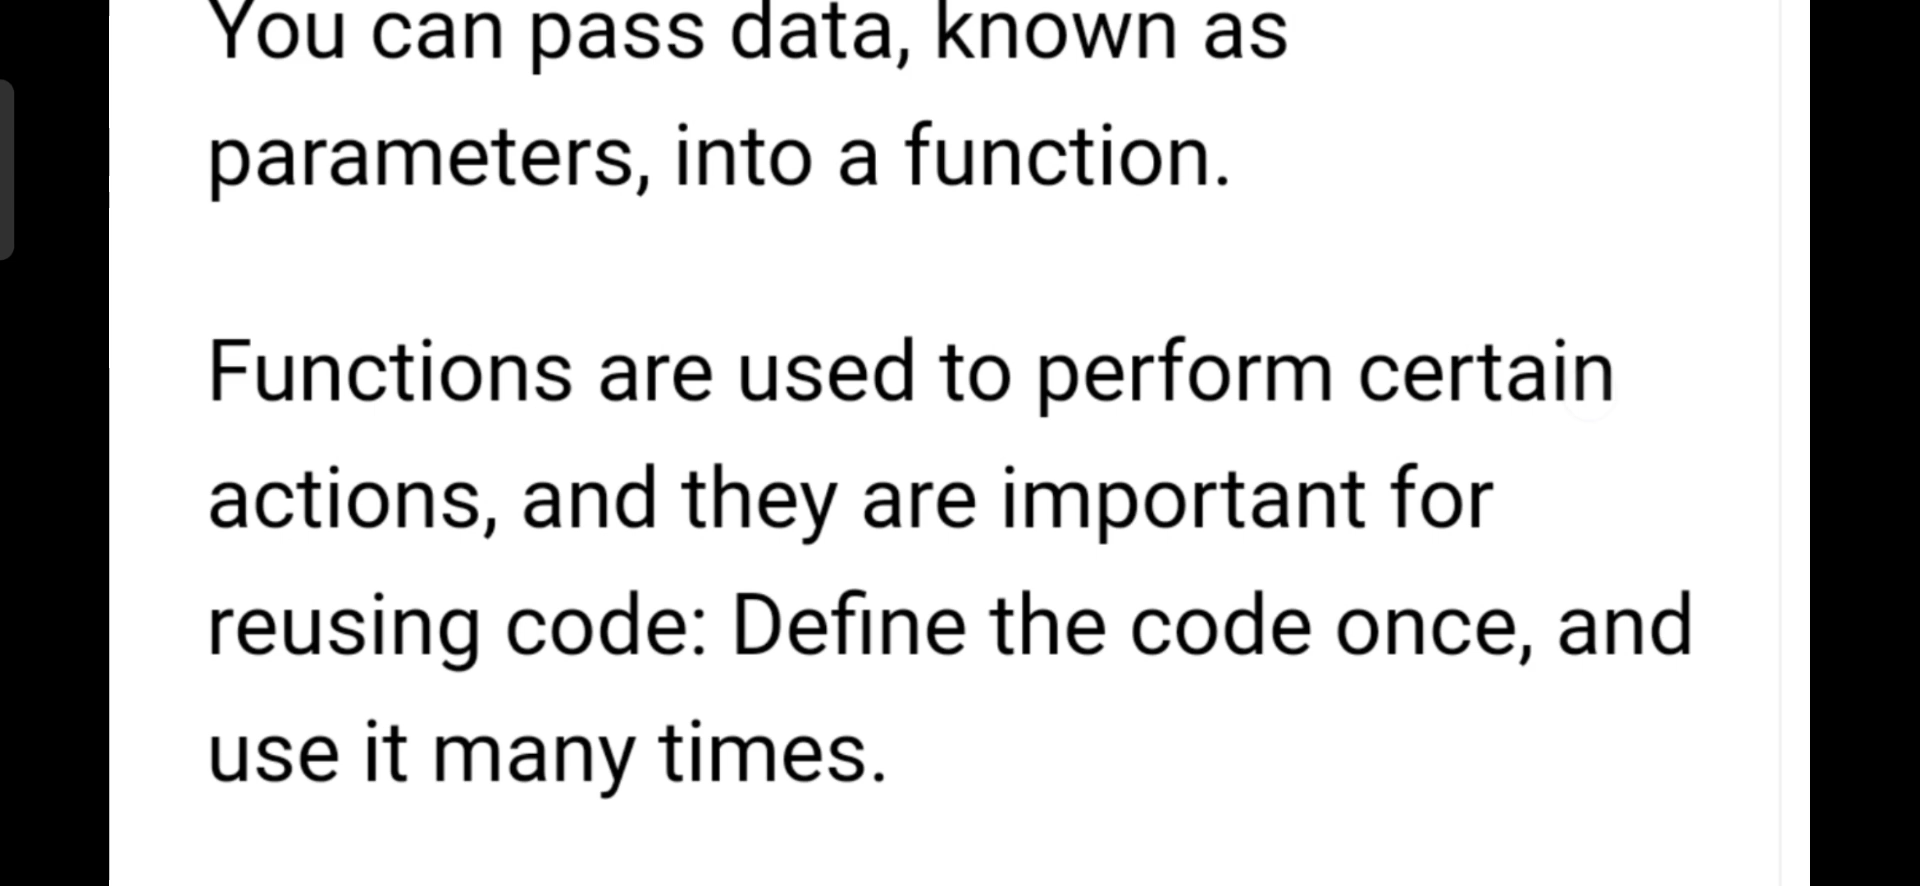 You can pass data, known as
parameters, into a function.
Functions are used to perform certain
actions, and they are important for
reusing code: Define the code once, and
use it many times.